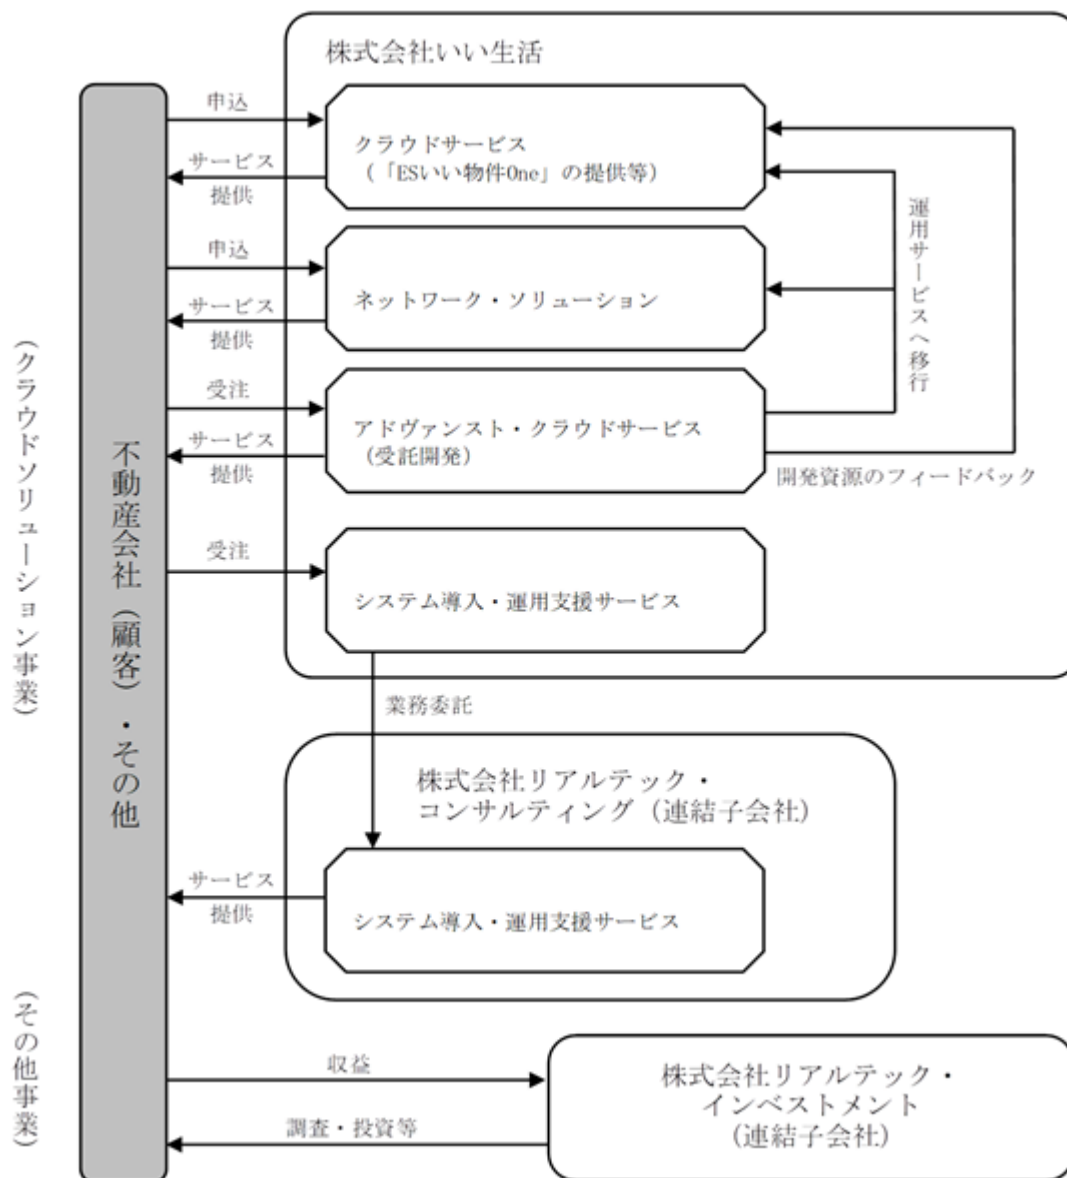 株式会社いい生活
申込
クラウドサービス
(「ESいい物件One」の提供等)
サービス
提供
申込
ネットワーク・ソリューション
サービス
提供
受注
アドヴァンスト・クラウドサービス
(受託開発)
サービス
提供
運用サービスへ移行
開発資源のフィードバック
受注
システム導入・運用支援サービス
(クラウドソリューション事業)
不動産会社(顧客)・その他
業務委託
株式会社リアルテック・
コンサルティング(連結子会社)
サービス
提供
システム導入・運用支援サービス
(その他事業)
収益
調査・投資等
株式会社リアルテック・
インベストメント
(連結子会社)